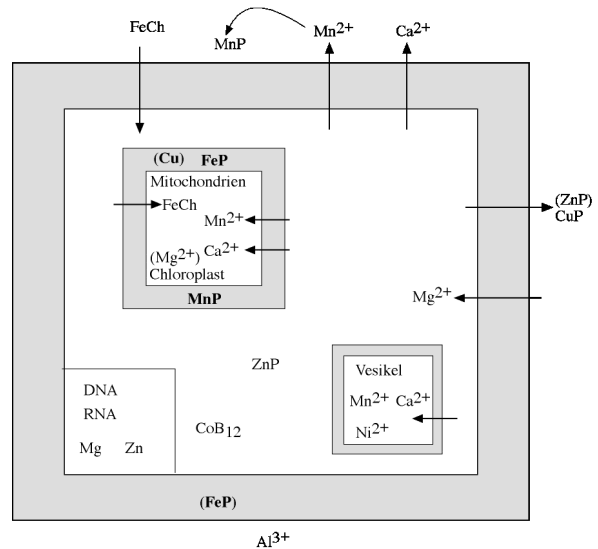 FeCh
MnP
Mn2+
Ca2+
(Cu) FeP
Mitochondrien
FeCh
Mn2+
(Mg2+) Ca2+
Chloroplast
MnP
(ZnP)
CuP
Mg2+
ZnP
Vesikel
Mn2+ Ca2+
Ni2+
DNA
RNA
Mg Zn
CoB12
(FeP)
Al3+